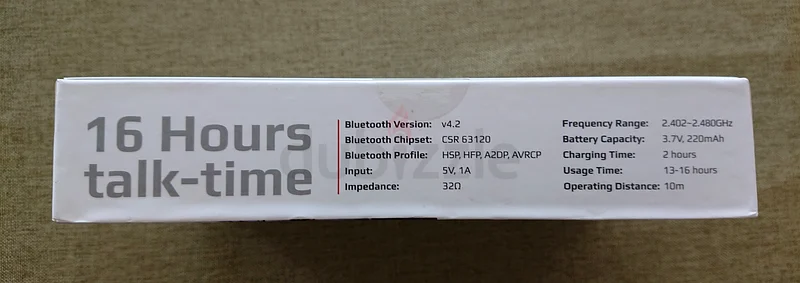 16 Hours
talk-time
Bluetooth Version: v4.2
Bluetooth Chipset: CSR 63120
Bluetooth Profile: HSP, HFP, A2DP, AVRCP
Input: 5V, 1A
Impedance: 32Ω
Frequency Range: 2.402~2.480GHz
Battery Capacity: 3.7V, 220mAh
Charging Time: 2 hours
Usage Time: 13-16 hours
Operating Distance: 10m
dubizzle